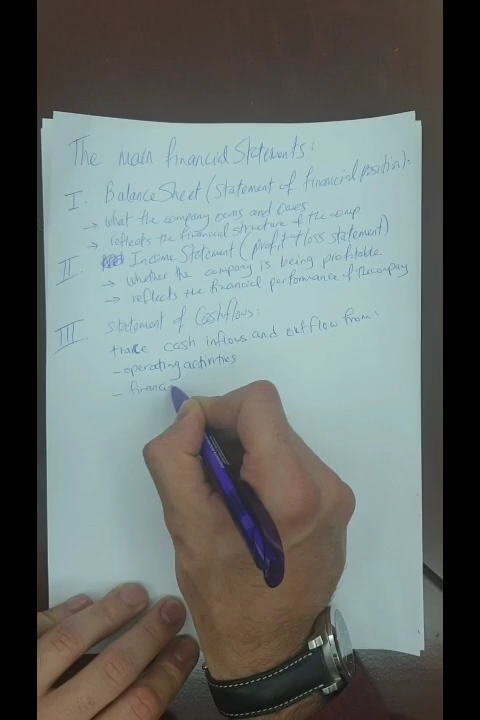 The main financial Statements:
I. Balance Sheet (statement of financial position):
→ what the company owns and owes
→ reflects the financial structure of the comp
II. Income Statement (profit + loss statement)
→ whether the company is being profitable
→ reflects the financial performance of the company
III. statement of Cashflows:
track cash inflows and outflow from:
- operating activities
- financ